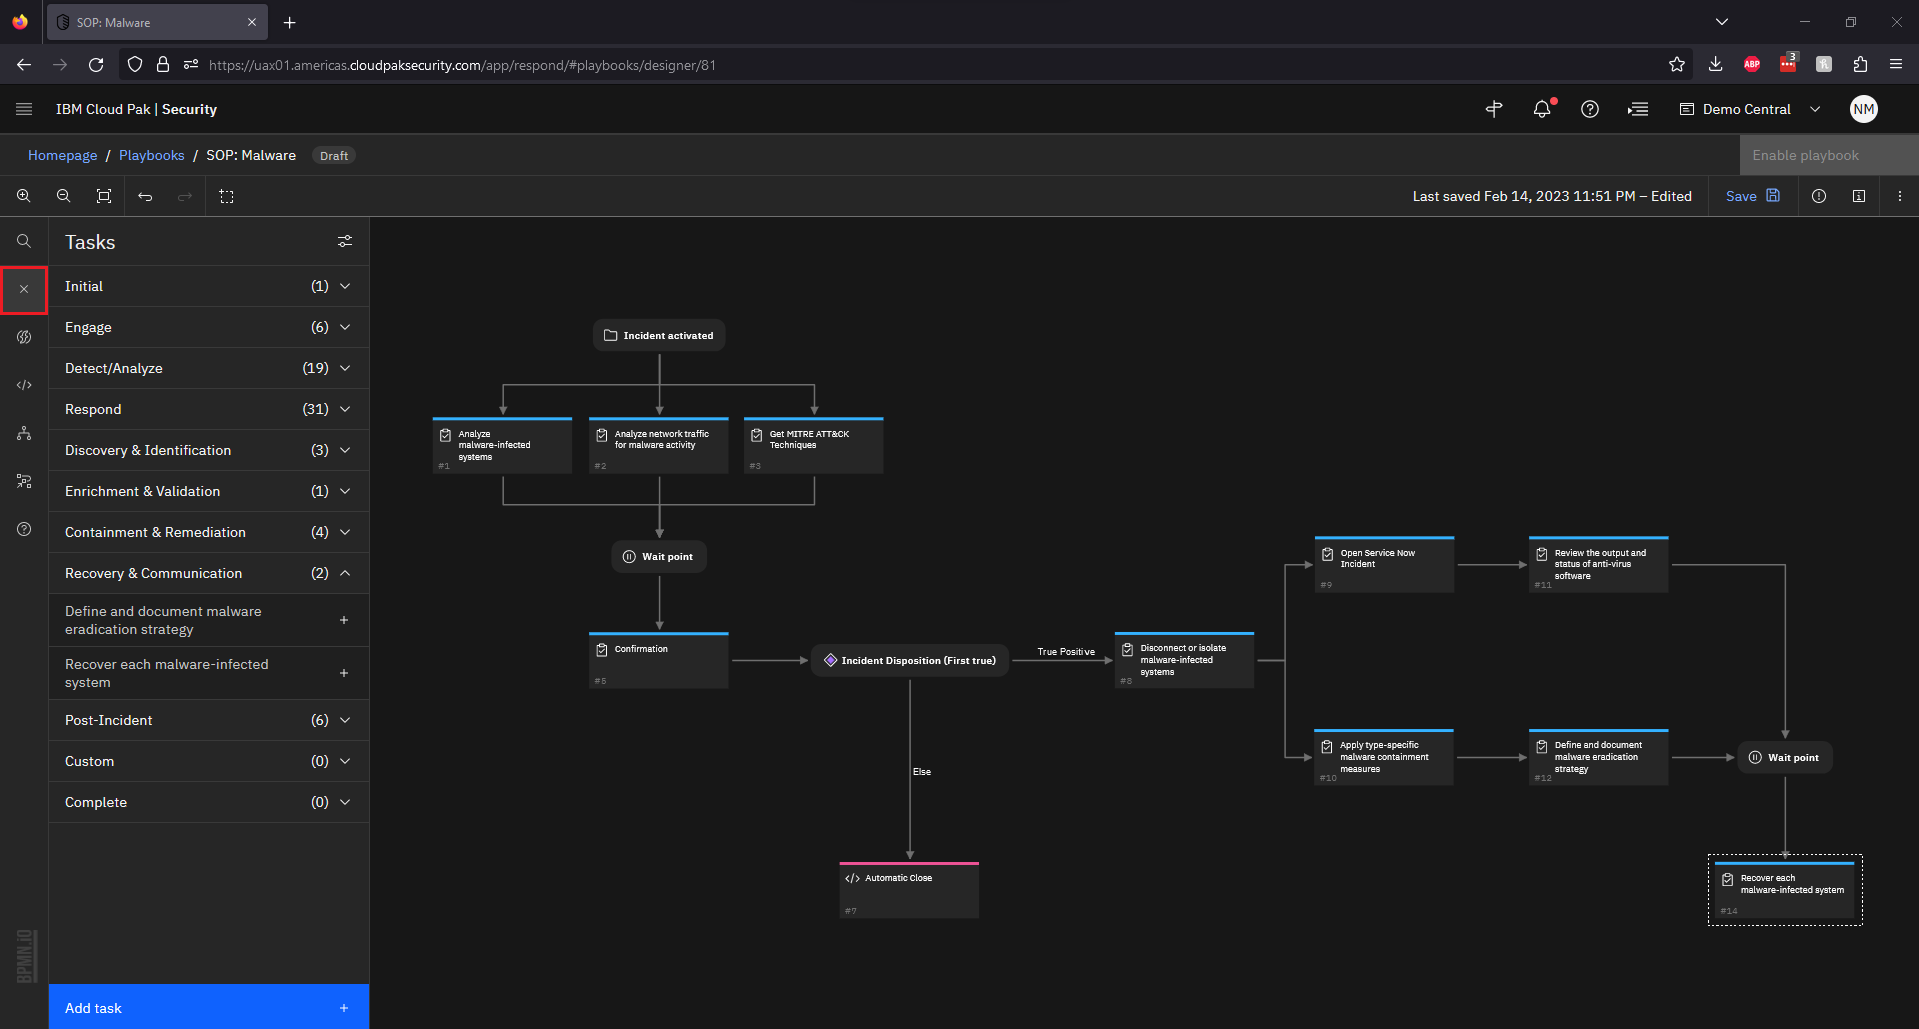 SOP: Malware
https://uax01.americas.cloudpaksecurity.com/app/respond/#playbooks/designer/81
ABP
3
IBM Cloud Pak | Security
Demo Central
NM
Homepage / Playbooks / SOP: Malware
Draft
Enable playbook
Last saved Feb 14, 2023 11:51 PM – Edited
Save
Tasks
Initial (1)
Engage (6)
Detect/Analyze (19)
Respond (31)
Discovery & Identification (3)
Enrichment & Validation (1)
Containment & Remediation (4)
Recovery & Communication (2)
Define and document malware
eradication strategy
Recover each malware-infected
system
Post-Incident (6)
Custom (0)
Complete (0)
Add task
BPMN.iO
Incident activated
Analyze
malware-infected
systems
#1
Analyze network traffic
for malware activity
#2
Get MITRE ATT&CK
Techniques
#3
Wait point
Confirmation
#5
Incident Disposition (First true)
True Positive
Else
Automatic Close
#7
Disconnect or isolate
malware-infected
systems
#8
Open Service Now
Incident
#9
Review the output and
status of anti-virus
software
#11
Apply type-specific
malware containment
measures
#10
Define and document
malware eradication
strategy
#12
Wait point
Recover each
malware-infected system
#14